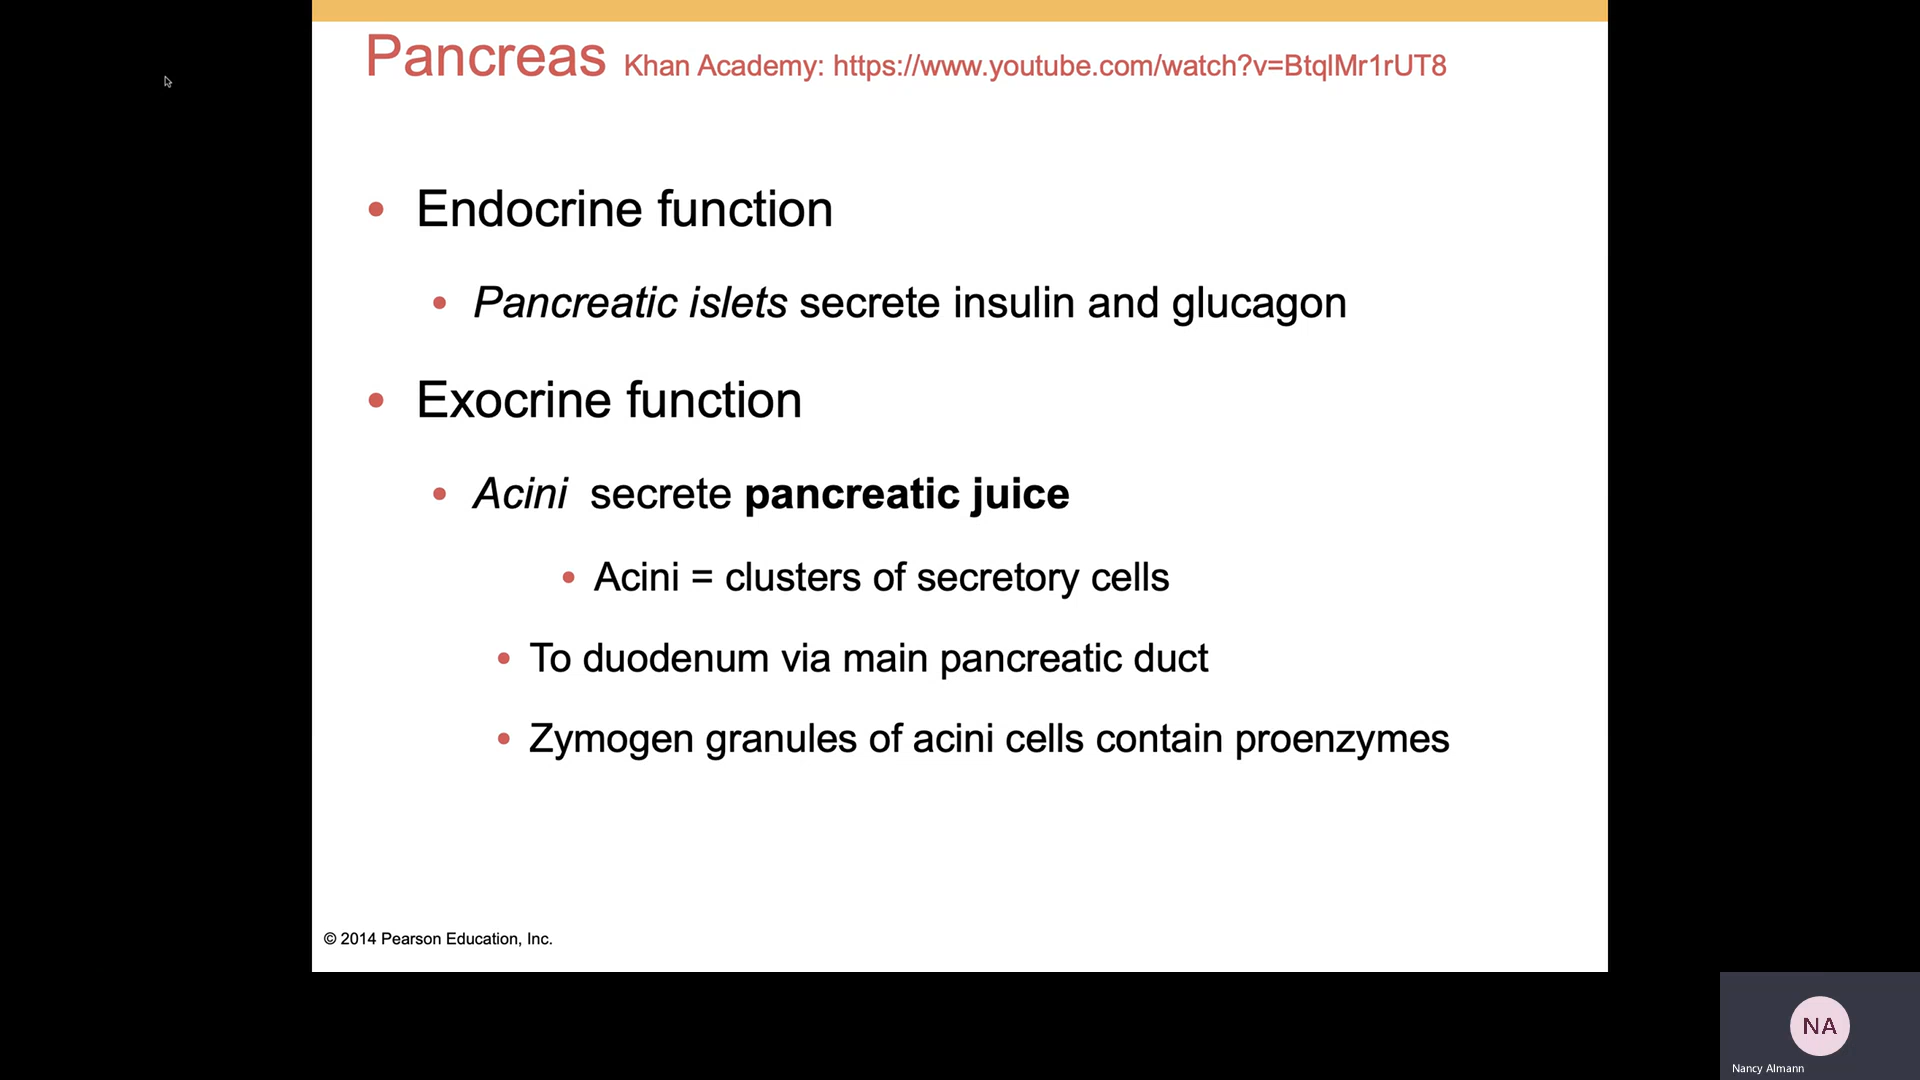 Pancreas Khan Academy: https://www.youtube.com/watch?v=BtqlMr1rUT8
• Endocrine function
• Pancreatic islets secrete insulin and glucagon
• Exocrine function
• Acini secrete pancreatic juice
• Acini = clusters of secretory cells
• To duodenum via main pancreatic duct
• Zymogen granules of acini cells contain proenzymes
© 2014 Pearson Education, Inc.
NA
Nancy Almann